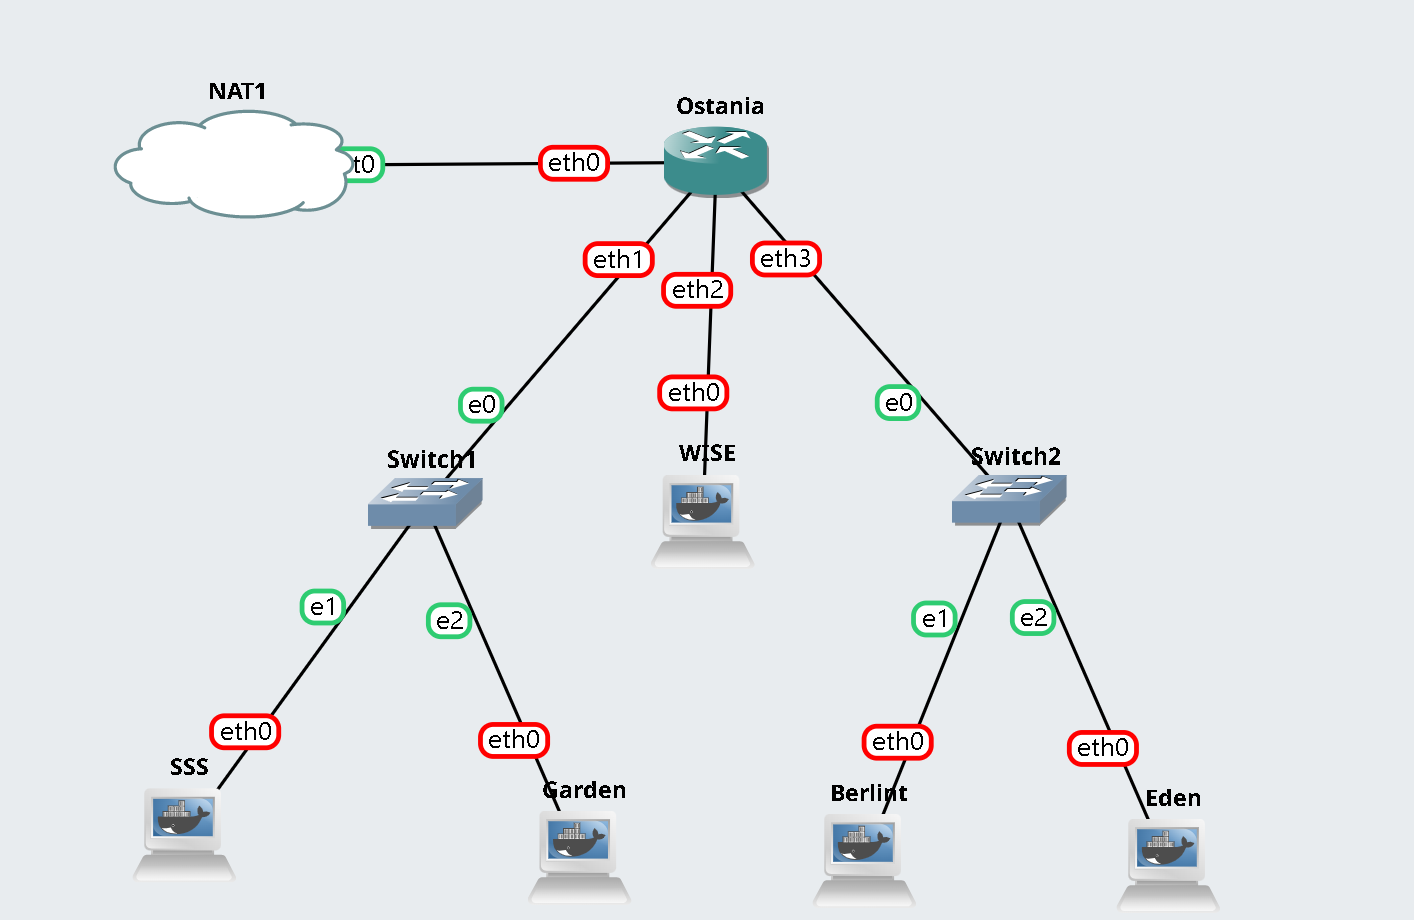 NAT1
Ostania
t0
eth0
eth1
eth2
eth3
eth0
e0
e0
Switch1
WISE
Switch2
e1
e2
e1
e2
eth0
eth0
eth0
eth0
SSS
Garden
Berlint
Eden